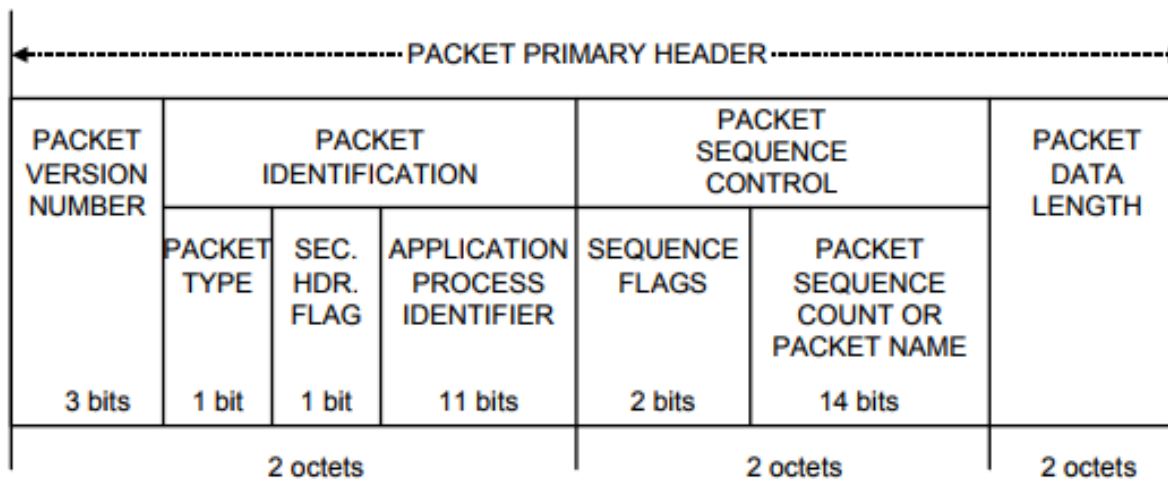 PACKET PRIMARY HEADER
PACKET
VERSION
NUMBER
3 bits
PACKET
IDENTIFICATION
PACKET
TYPE
1 bit
SEC.
HDR.
FLAG
1 bit
APPLICATION
PROCESS
IDENTIFIER
11 bits
PACKET
SEQUENCE
CONTROL
SEQUENCE
FLAGS
2 bits
PACKET
SEQUENCE
COUNT OR
PACKET NAME
14 bits
PACKET
DATA
LENGTH
2 octets
2 octets
2 octets